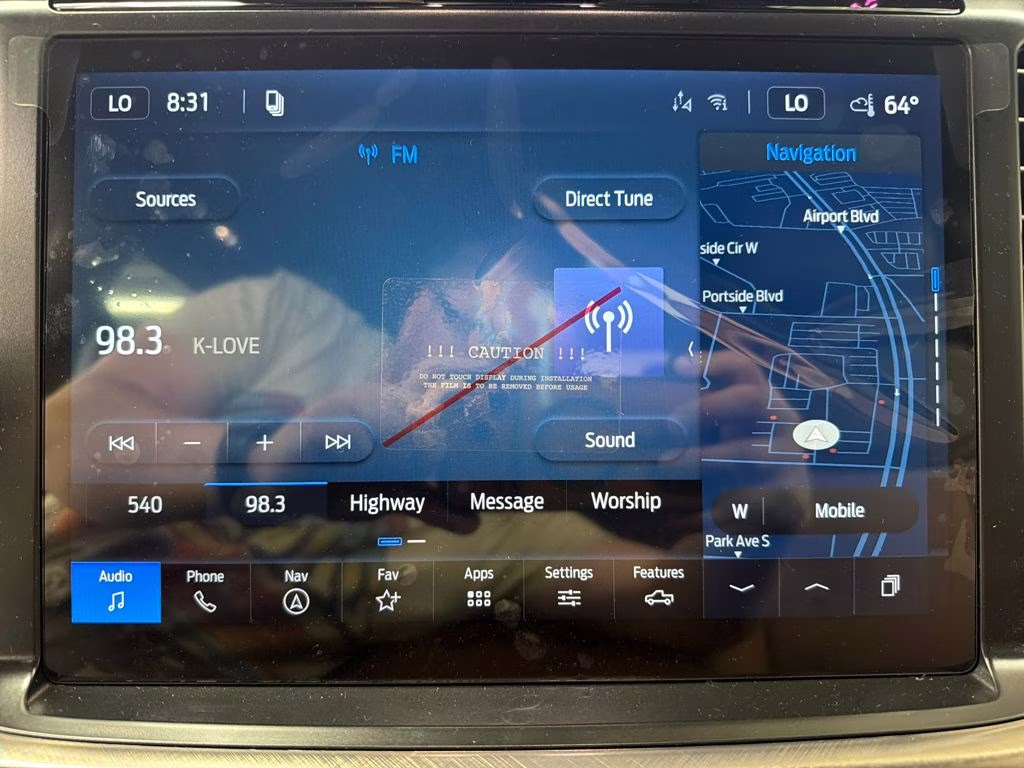 LO 8:31 LO 64°
FM
Navigation
Sources
Direct Tune
Airport Blvd
side Cir W
Portside Blvd
98.3 K-LOVE
!!! CAUTION !!!
DO NOT TOUCH DISPLAY DURING INSTALLATION
THE FILM IS TO BE REMOVED BEFORE USAGE
− +
Sound
540 98.3 Highway Message Worship
W Mobile
Park Ave S
Audio Phone Nav Fav Apps Settings Features